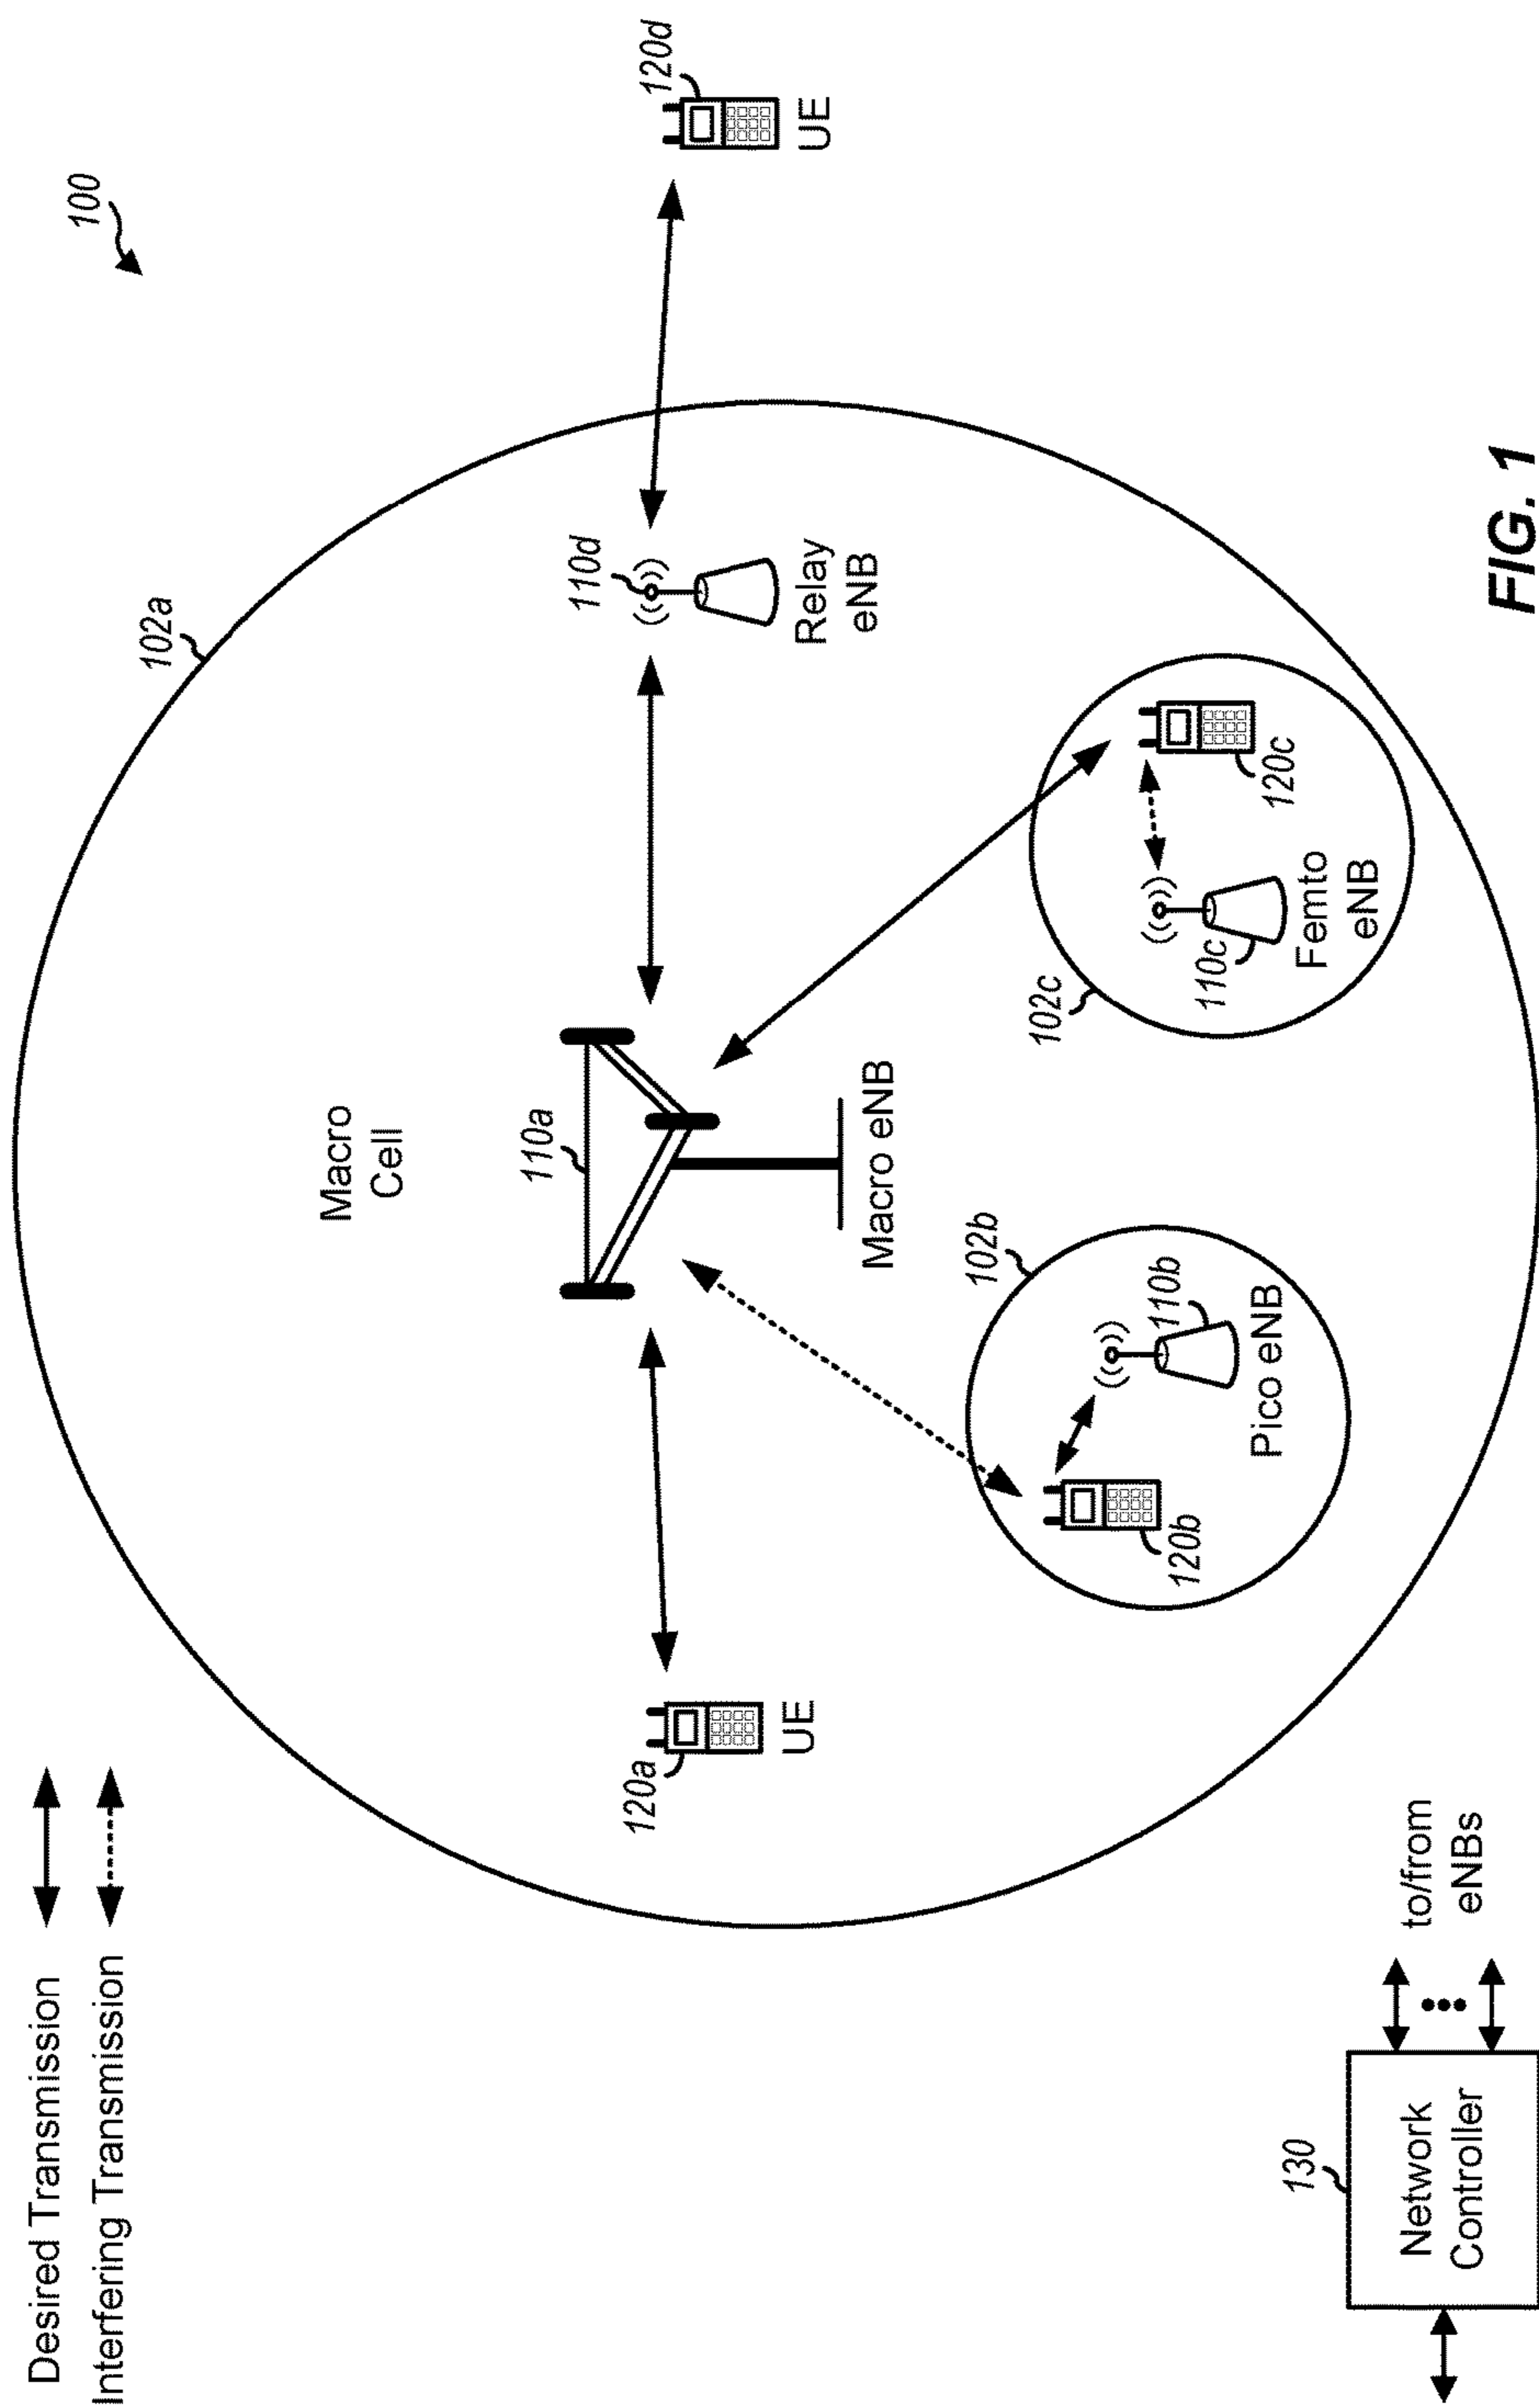 Desired Transmission
Interfering Transmission
100
102a
Macro
Cell
110a
110d
120a
120d
UE
Macro eNB
Relay
eNB
UE
102b
102c
110b
120b
Pico eNB
110c
120c
Femto
eNB
130
Network
Controller
to/from
eNBs
FIG. 1